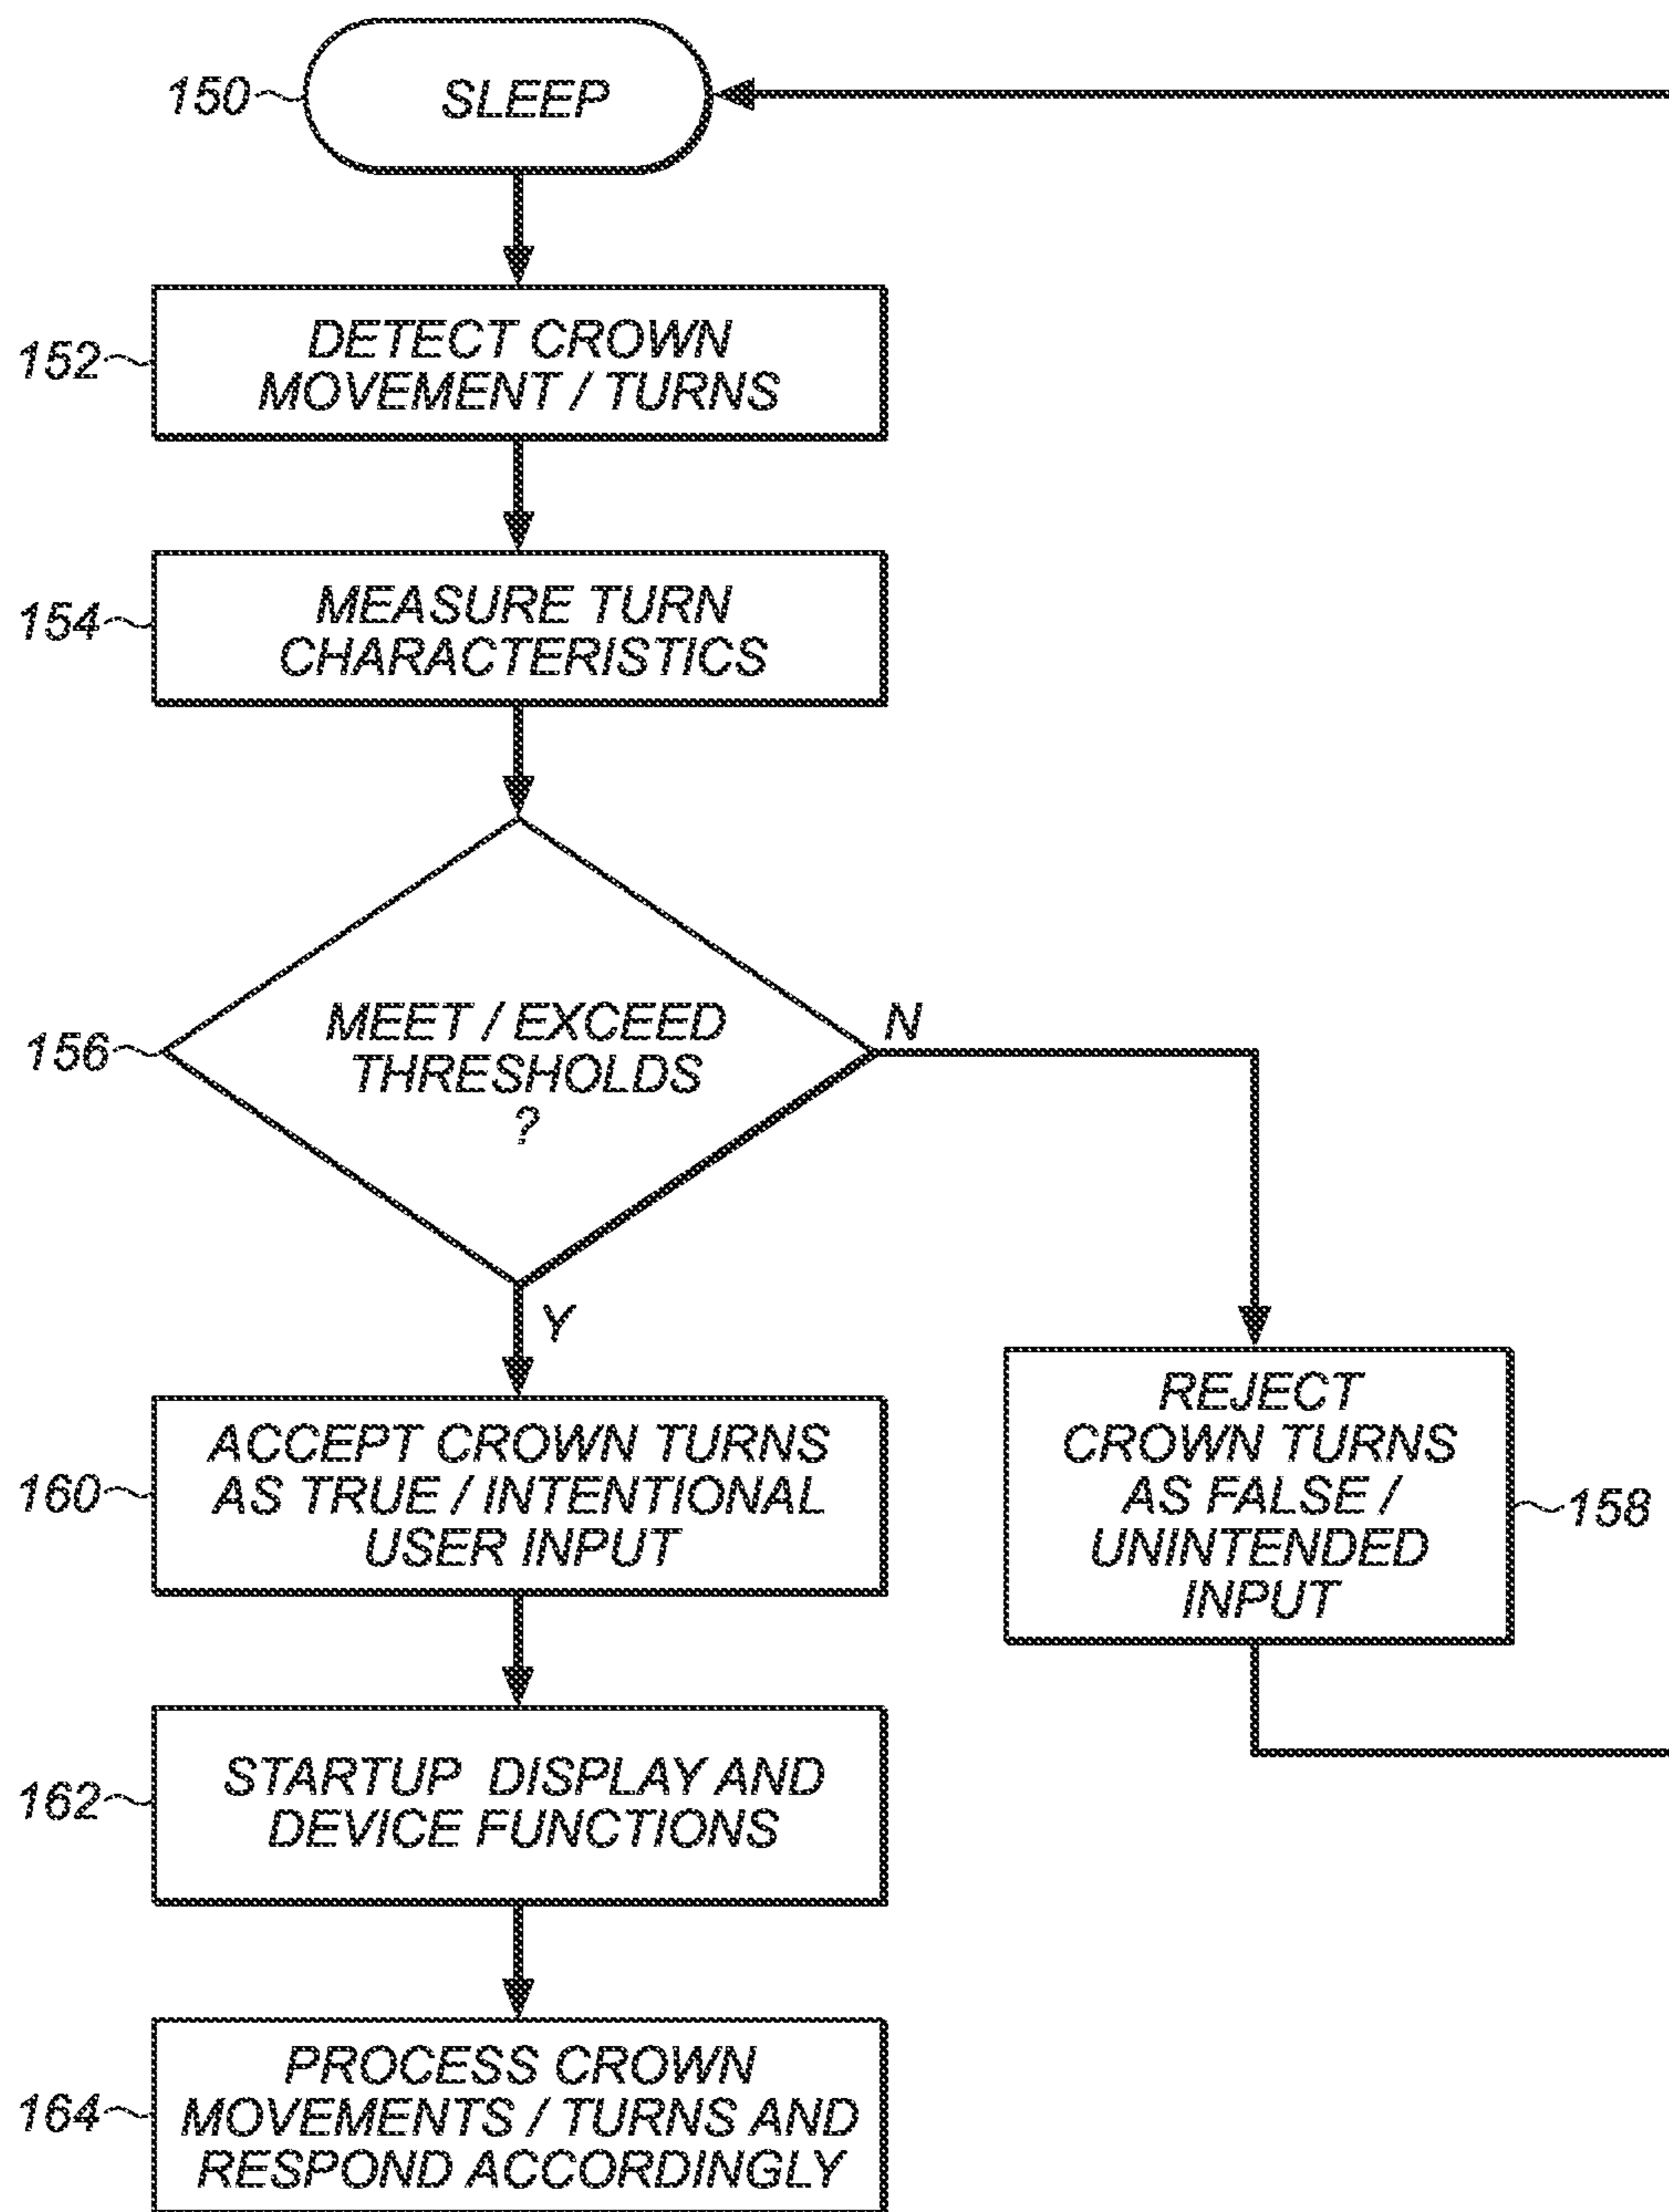 150
SLEEP
152
DETECT CROWN
MOVEMENT / TURNS
154
MEASURE TURN
CHARACTERISTICS
156
MEET / EXCEED
THRESHOLDS
?
N
Y
160
ACCEPT CROWN TURNS
AS TRUE / INTENTIONAL
USER INPUT
REJECT
CROWN TURNS
AS FALSE /
UNINTENDED
INPUT
158
162
STARTUP DISPLAY AND
DEVICE FUNCTIONS
164
PROCESS CROWN
MOVEMENTS / TURNS AND
RESPOND ACCORDINGLY